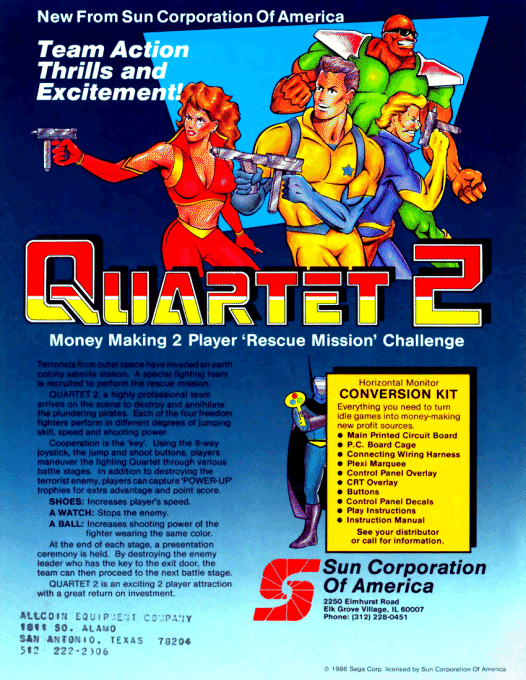 New From Sun Corporation Of America
Team Action
Thrills and
Excitement!
QUARTET 2
Money Making 2 Player 'Rescue Mission' Challenge
Terrorists from outer space have invaded an earth
colony satellite station. A special fighting team
is recruited to perform the rescue mission.
QUARTET 2, a highly professional team
arrives on the scene to destroy and annihilate
the plundering pirates. Each of the four freedom
fighters perform in different degrees of jumping
skill, speed and shooting power.
Cooperation is the 'key'. Using the 8-way
joystick, the jump and shoot buttons, players
maneuver the fighting Quartet through various
battle stages. In addition to destroying the
terrorist enemy, players can capture 'POWER-UP'
trophies for extra advantage and point score.
SHOES: Increases player's speed.
A WATCH: Stops the enemy.
A BALL: Increases shooting power of the
fighter wearing the same color.
At the end of each stage, a presentation
ceremony is held. By destroying the enemy
leader who has the key to the exit door, the
team can then proceed to the next battle stage.
QUARTET 2 is an exciting 2 player attraction
with a great return on investment.
Horizontal Monitor
CONVERSION KIT
Everything you need to turn
idle games into money-making
new profit sources.
● Main Printed Circuit Board
● P.C. Board Cage
● Connecting Wiring Harness
● Plexi Marquee
● Control Panel Overlay
● CRT Overlay
● Buttons
● Control Panel Decals
● Play Instructions
● Instruction Manual
See your distributor
or call for information.
Sun Corporation
Of America
2250 Elmhurst Road
Elk Grove Village, IL 60007
Phone: (312) 228-0451
ALLCOIN EQUIPMENT COMPANY
SO. ALAMO
SAN ANTONIO, TEXAS 78204
512 222-2306
© 1986 Sega Corp. licensed by Sun Corporation Of America